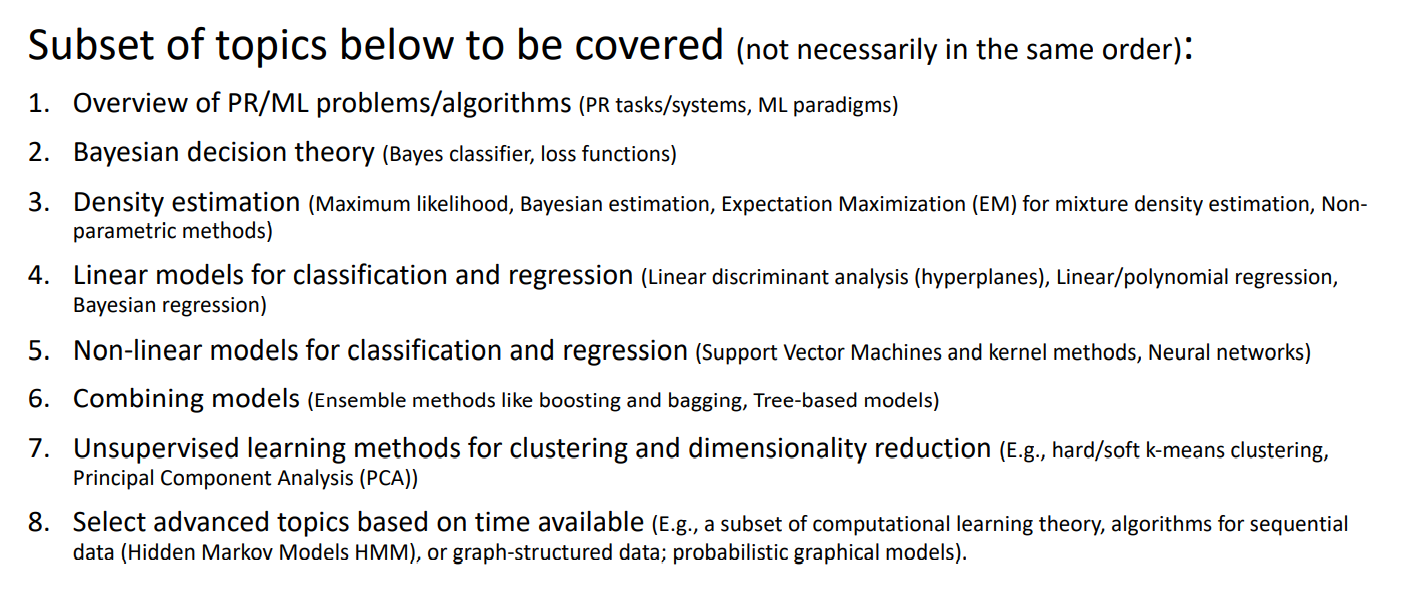 Subset of topics below to be covered (not necessarily in the same order):
1. Overview of PR/ML problems/algorithms (PR tasks/systems, ML paradigms)
2. Bayesian decision theory (Bayes classifier, loss functions)
3. Density estimation (Maximum likelihood, Bayesian estimation, Expectation Maximization (EM) for mixture density estimation, Non-
parametric methods)
4. Linear models for classification and regression (Linear discriminant analysis (hyperplanes), Linear/polynomial regression,
Bayesian regression)
5. Non-linear models for classification and regression (Support Vector Machines and kernel methods, Neural networks)
6. Combining models (Ensemble methods like boosting and bagging, Tree-based models)
7. Unsupervised learning methods for clustering and dimensionality reduction (E.g., hard/soft k-means clustering,
Principal Component Analysis (PCA))
8. Select advanced topics based on time available (E.g., a subset of computational learning theory, algorithms for sequential
data (Hidden Markov Models HMM), or graph-structured data; probabilistic graphical models).